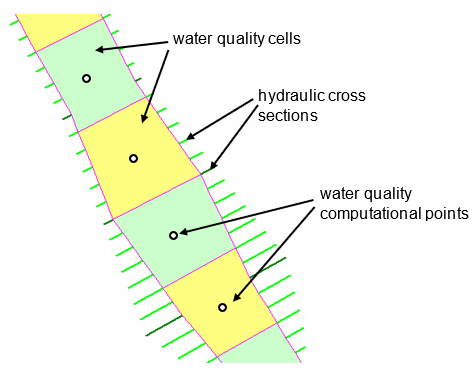 water quality cells
hydraulic cross
sections
water quality
computational points